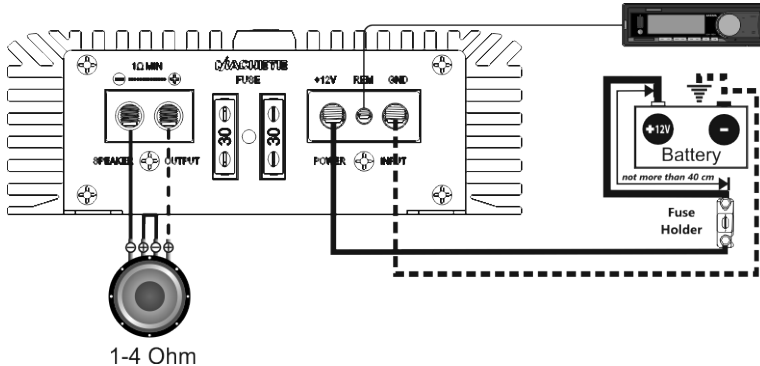 1Ω MIN
MACHETE
FUSE
+12V REM GND
30 30
SPEAKER OUTPUT
POWER INPUT
+12V
Battery
not more than 40 cm
Fuse
Holder
1-4 Ohm